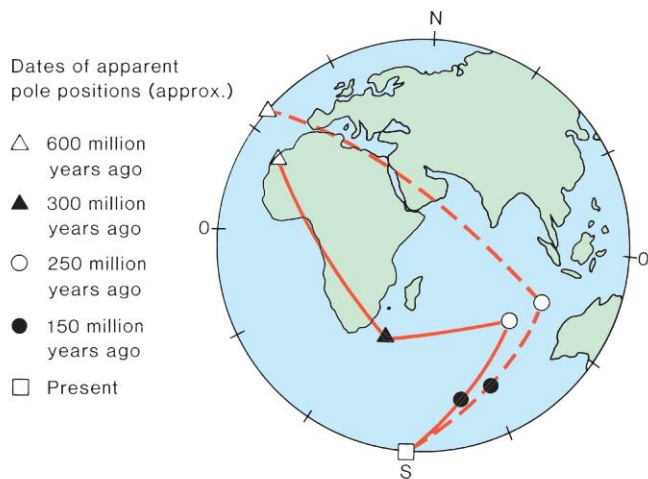 N
Dates of apparent
pole positions (approx.)
600 million
years ago
300 million
years ago
250 million
years ago
150 million
years ago
Present
0
0
S